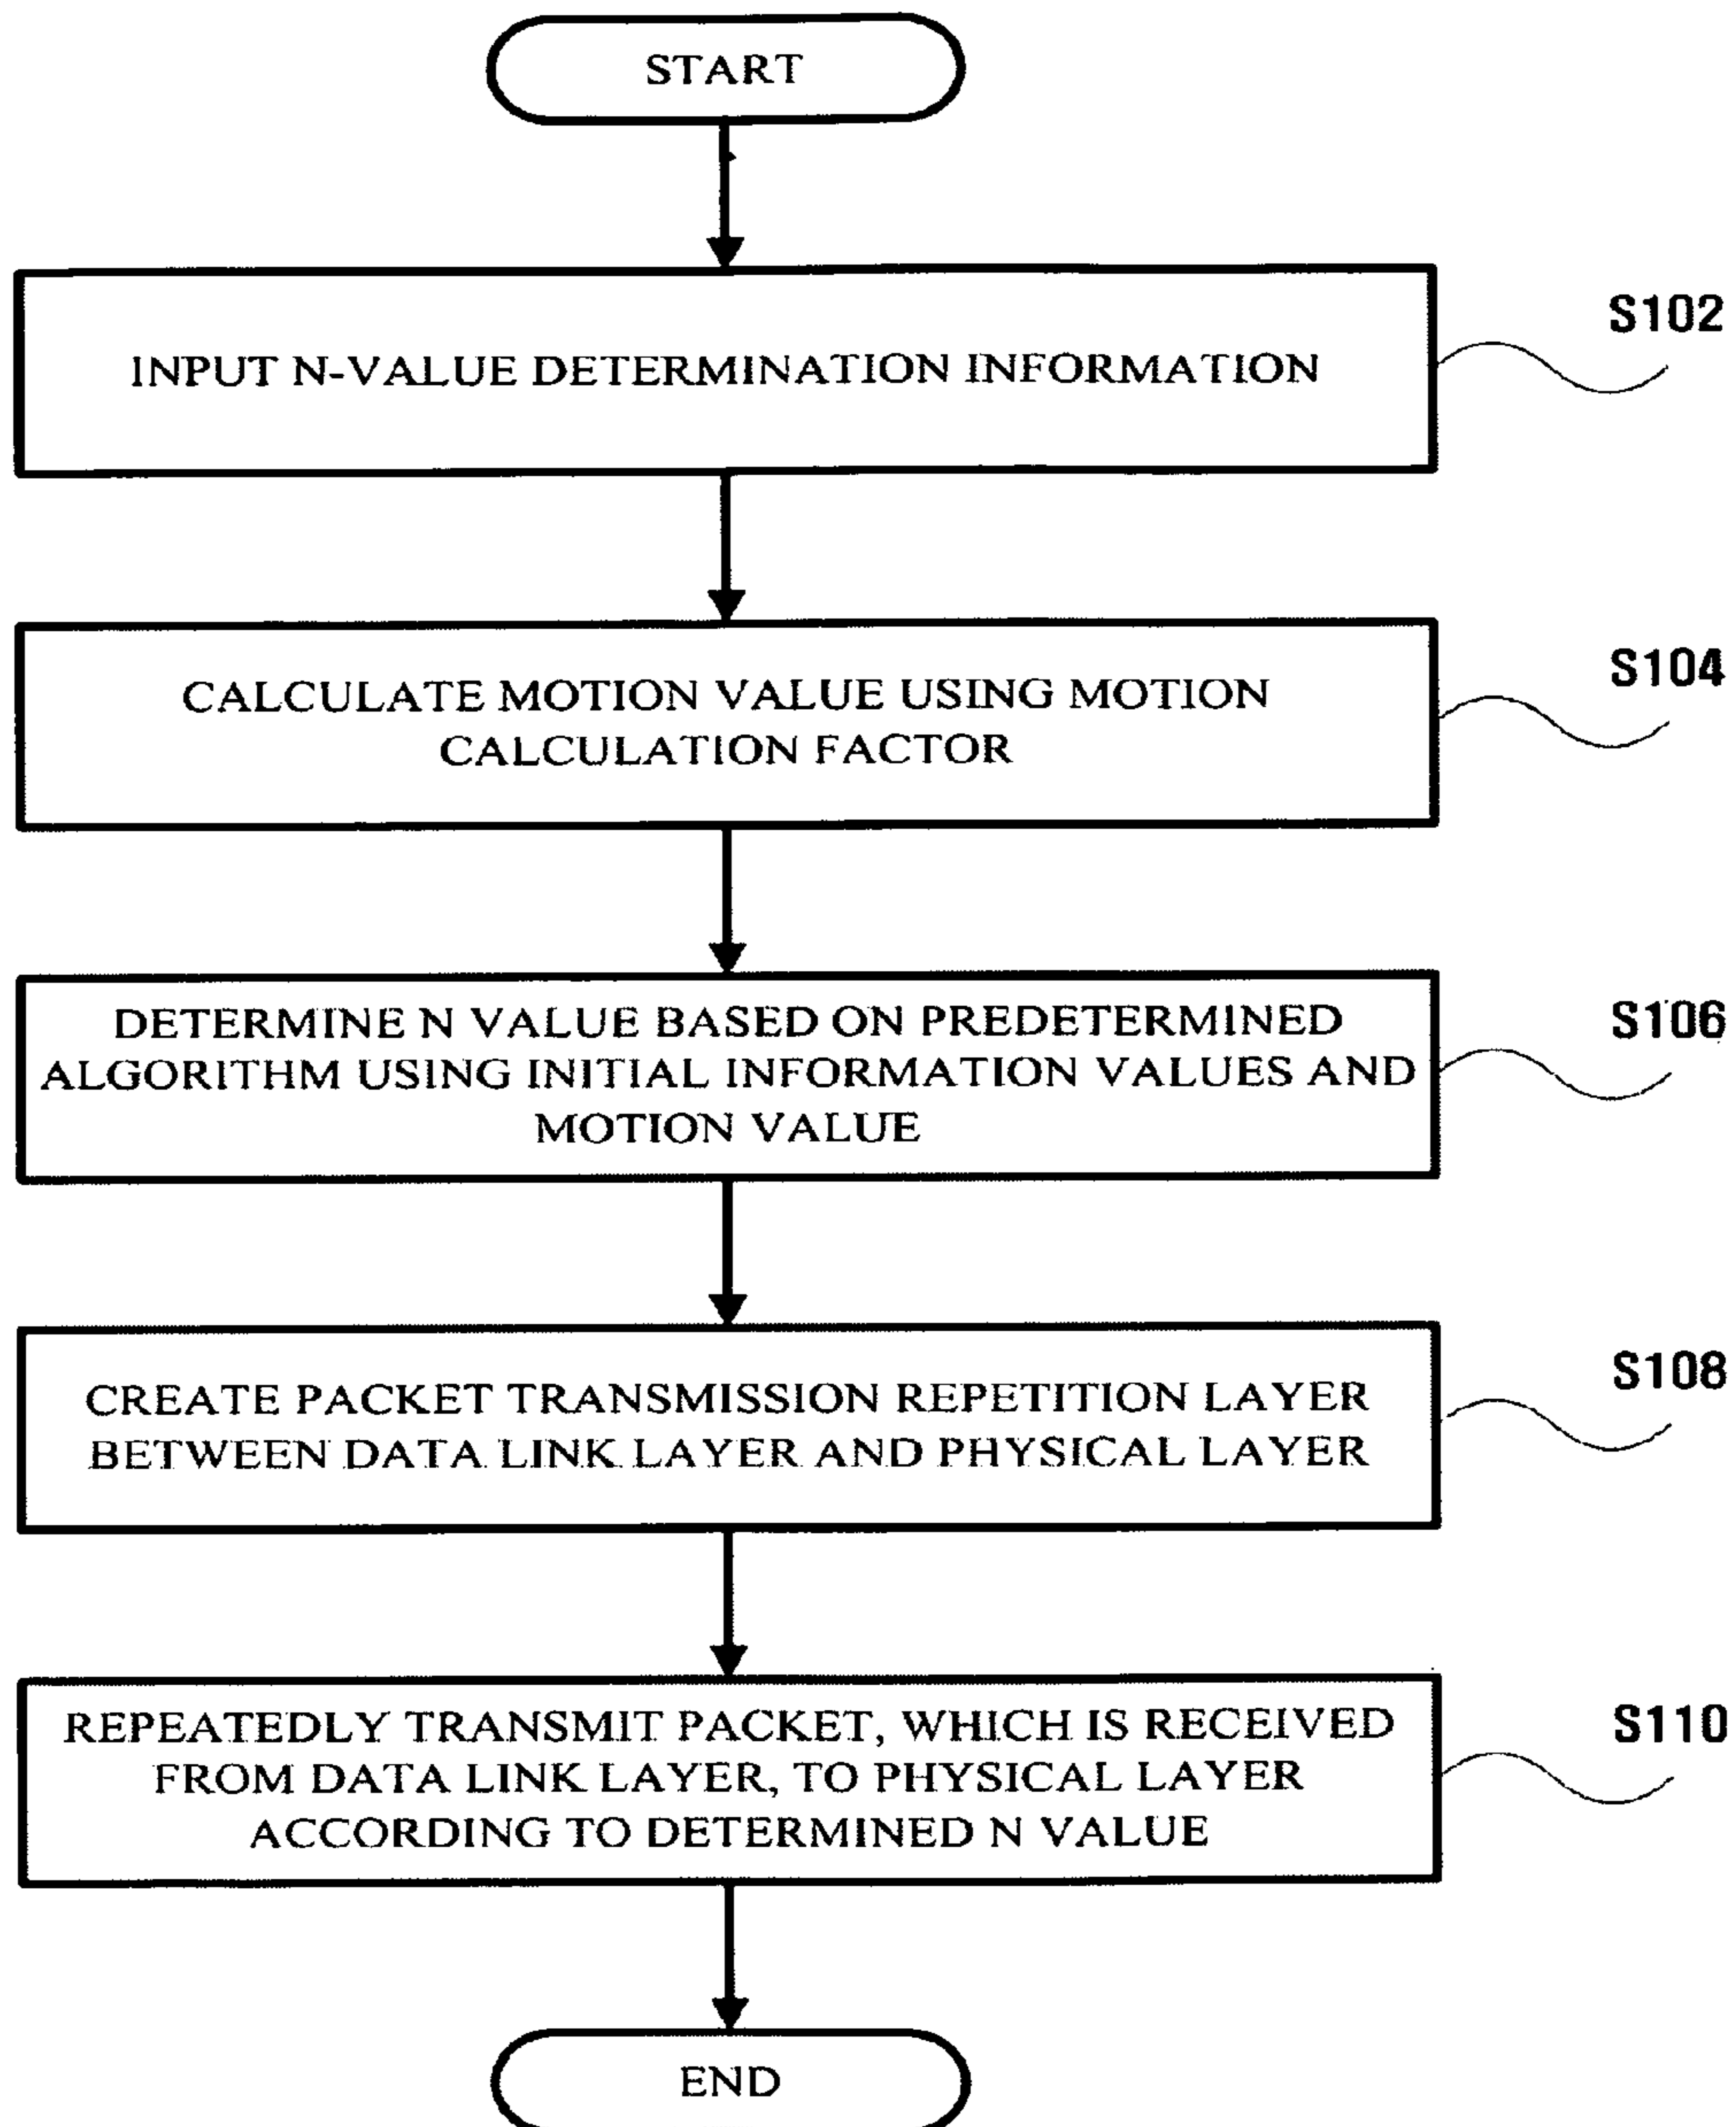 START
INPUT N-VALUE DETERMINATION INFORMATION
S102
CALCULATE MOTION VALUE USING MOTION
CALCULATION FACTOR
S104
DETERMINE N VALUE BASED ON PREDETERMINED
ALGORITHM USING INITIAL INFORMATION VALUES AND
MOTION VALUE
S106
CREATE PACKET TRANSMISSION REPETITION LAYER
BETWEEN DATA LINK LAYER AND PHYSICAL LAYER
S108
REPEATEDLY TRANSMIT PACKET, WHICH IS RECEIVED
FROM DATA LINK LAYER, TO PHYSICAL LAYER
ACCORDING TO DETERMINED N VALUE
S110
END